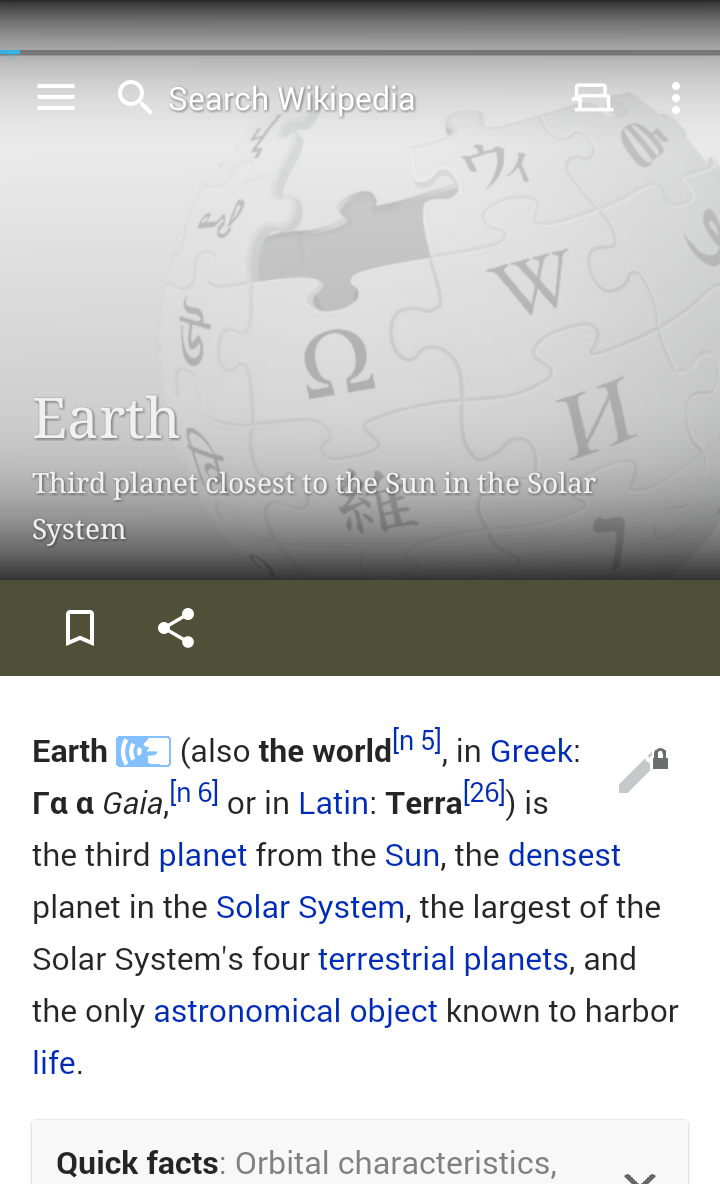 Search Wikipedia
ウィ
W
Ω
И
維
Earth
Third planet closest to the Sun in the Solar
System
Earth (also the world[n 5], in Greek:
Γα α Gaia,[n 6] or in Latin: Terra[26]) is
the third planet from the Sun, the densest
planet in the Solar System, the largest of the
Solar System's four terrestrial planets, and
the only astronomical object known to harbor
life.
Quick facts: Orbital characteristics,